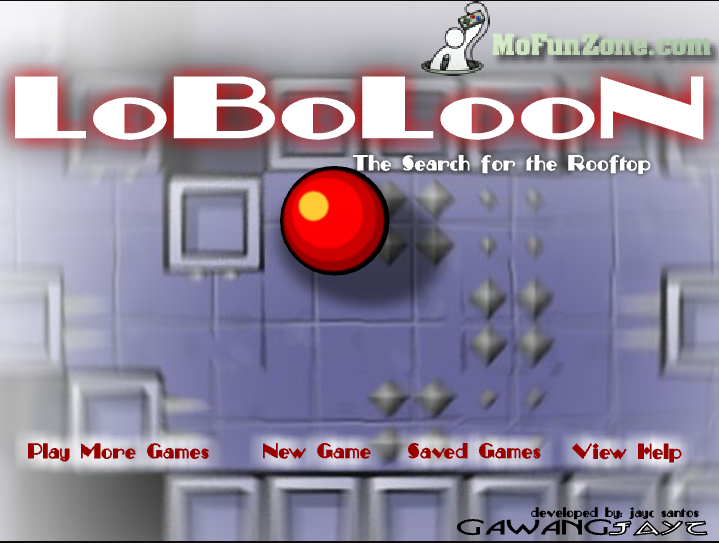 MoFunZone.com
LoBoLooN
The Search for the Rooftop
Play More Games
New Game
Saved Games
View Help
developed by: jayc santos
GAWANGJAYC